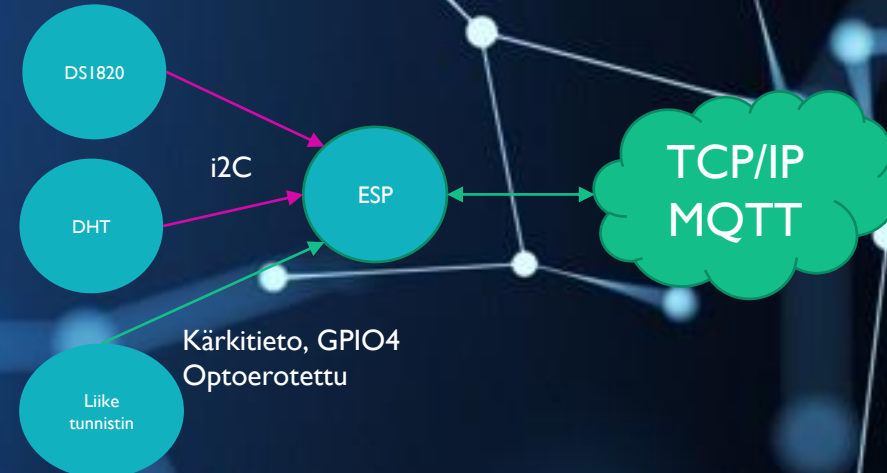 DS1820
i2C
DHT
ESP
TCP/IP
MQTT
Kärkitieto, GPIO4
Optoerotettu
Liike
tunnistin